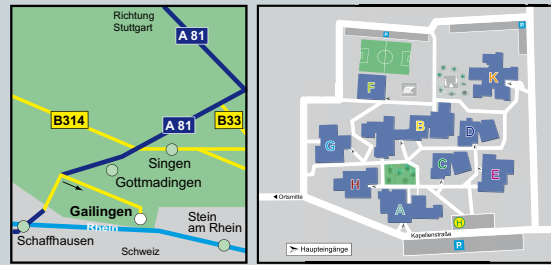 Richtung
Stuttgart
A 81
B314
A 81
B33
Singen
Gottmadingen
Gailingen
Rhein
Stein
am Rhein
Schaffhausen
Schweiz
P
P
K
F
B
D
G
C
E
H
A
Ortsmitte
H
Kapellenstraße
P
Haupteingänge